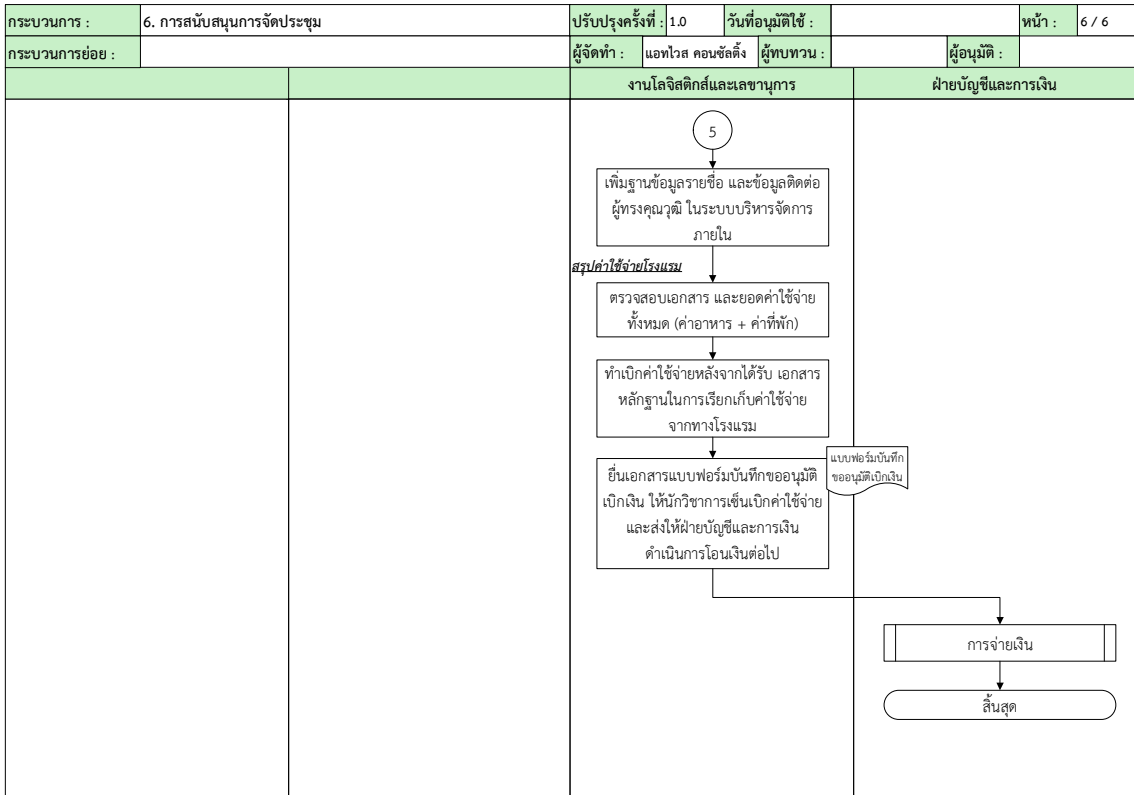 กระบวนการ : 6. การสนับสนุนการจัดประชุม ปรับปรุงครั้งที่ : 1.0 วันที่อนุมัติใช้ : หน้า : 6 / 6
กระบวนการย่อย : ผู้จัดทำ : แอทไวส คอนซัลติ้ง ผู้ทบทวน : ผู้อนุมัติ :
งานโลจิสติกส์และเลขานุการ ฝ่ายบัญชีและการเงิน
5
เพิ่มฐานข้อมูลรายชื่อ และข้อมูลติดต่อ
ผู้ทรงคุณวุฒิ ในระบบบริหารจัดการ
ภายใน
สรุปค่าใช้จ่ายโรงแรม
ตรวจสอบเอกสาร และยอดค่าใช้จ่าย
ทั้งหมด (ค่าอาหาร + ค่าที่พัก)
ทำเบิกค่าใช้จ่ายหลังจากได้รับ เอกสาร
หลักฐานในการเรียกเก็บค่าใช้จ่าย
จากทางโรงแรม
ยื่นเอกสารแบบฟอร์มบันทึกขออนุมัติ
เบิกเงิน ให้นักวิชาการเซ็นเบิกค่าใช้จ่าย
และส่งให้ฝ่ายบัญชีและการเงิน
ดำเนินการโอนเงินต่อไป
แบบฟอร์มบันทึก
ขออนุมัติเบิกเงิน
การจ่ายเงิน
สิ้นสุด